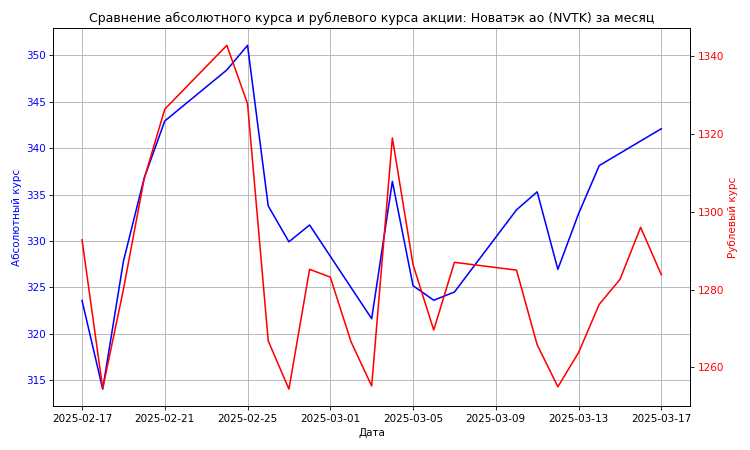 Сравнение абсолютного курса и рублевого курса акции: Новатэк ао (NVTK) за месяц
Абсолютный курс
350
345
340
335
330
325
320
315
1340
1320
1300
1280
1260
Рублевый курс
2025-02-17 2025-02-21 2025-02-25 2025-03-01 2025-03-05 2025-03-09 2025-03-13 2025-03-17
Дата